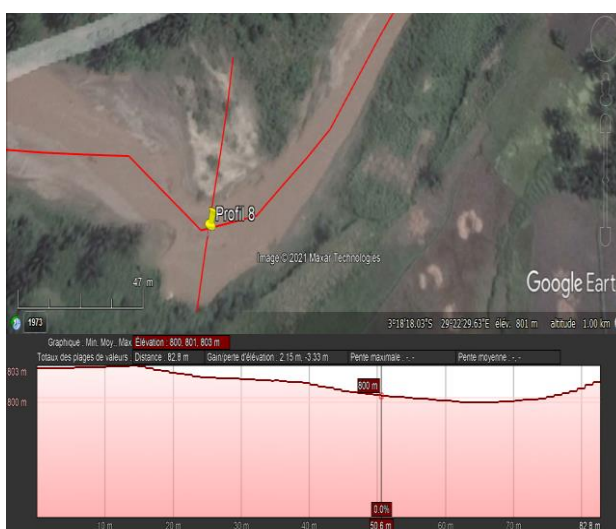 Profil 8
Image © 2021 Maxar Technologies
47 m
Google Eart
1973
3°18'18.03"S 29°22'29.63"E élév. 801 m altitude 1.00 km
Graphique : Min. Moy.. Max Élévation : 800, 801, 803 m
Totaux des plages de valeurs : Distance : 82.8 m Gain/perte d'élévation : 2.15 m, -3.33 m Pente maximale : -. - Pente moyenne : -. -
803 m
800 m
800 m
0.0%
10 m 20 m 30 m 40 m 50.6 m 60 m 70 m 82.8 m